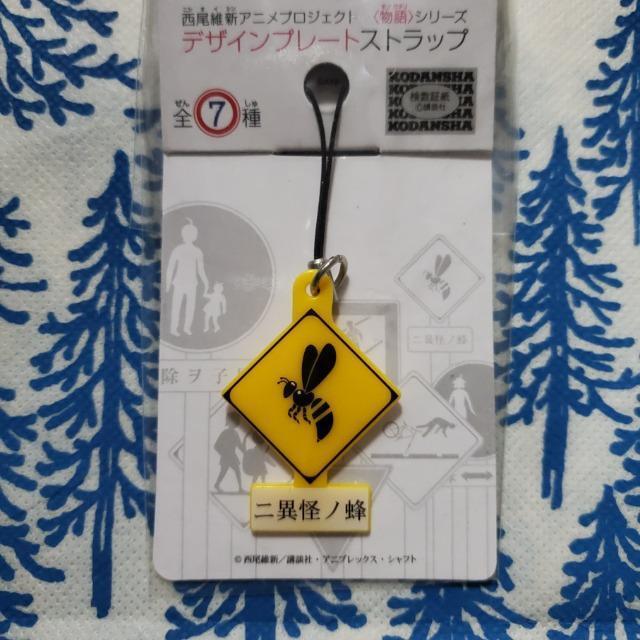 西尾維新アニメプロジェクト 〈物語〉シリーズ
デザインプレートストラップ
全7種
KODANSHA
KODANSHA
二異怪ノ蜂
除ヲ子
二異怪ノ蜂
©西尾維新／講談社・アニプレックス・シャフト